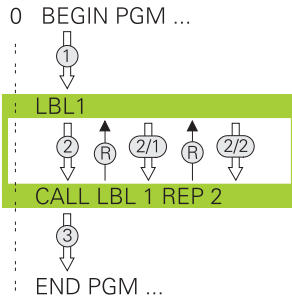 0 BEGIN PGM ...
1
LBL1
2 R 2/1 R 2/2
CALL LBL 1 REP 2
3
END PGM ...